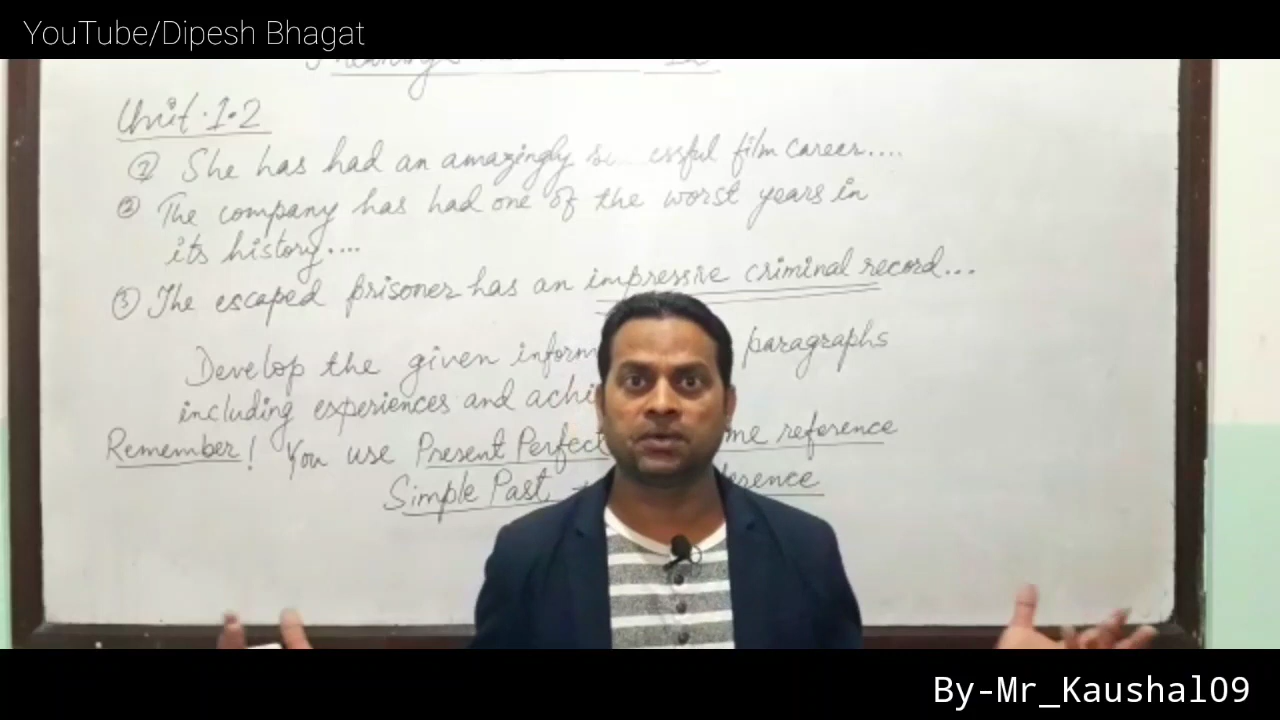 YouTube/Dipesh Bhagat
Unit.1.2
① She has had an amazingly film career....
② The company has had one of the worst years in
its history....
③ The escaped prisoner has an impressive criminal record...
Develop the given paragraphs
including experiences and
Remember! You use Present Perfect reference
Simple Past
By-Mr_Kaushal09